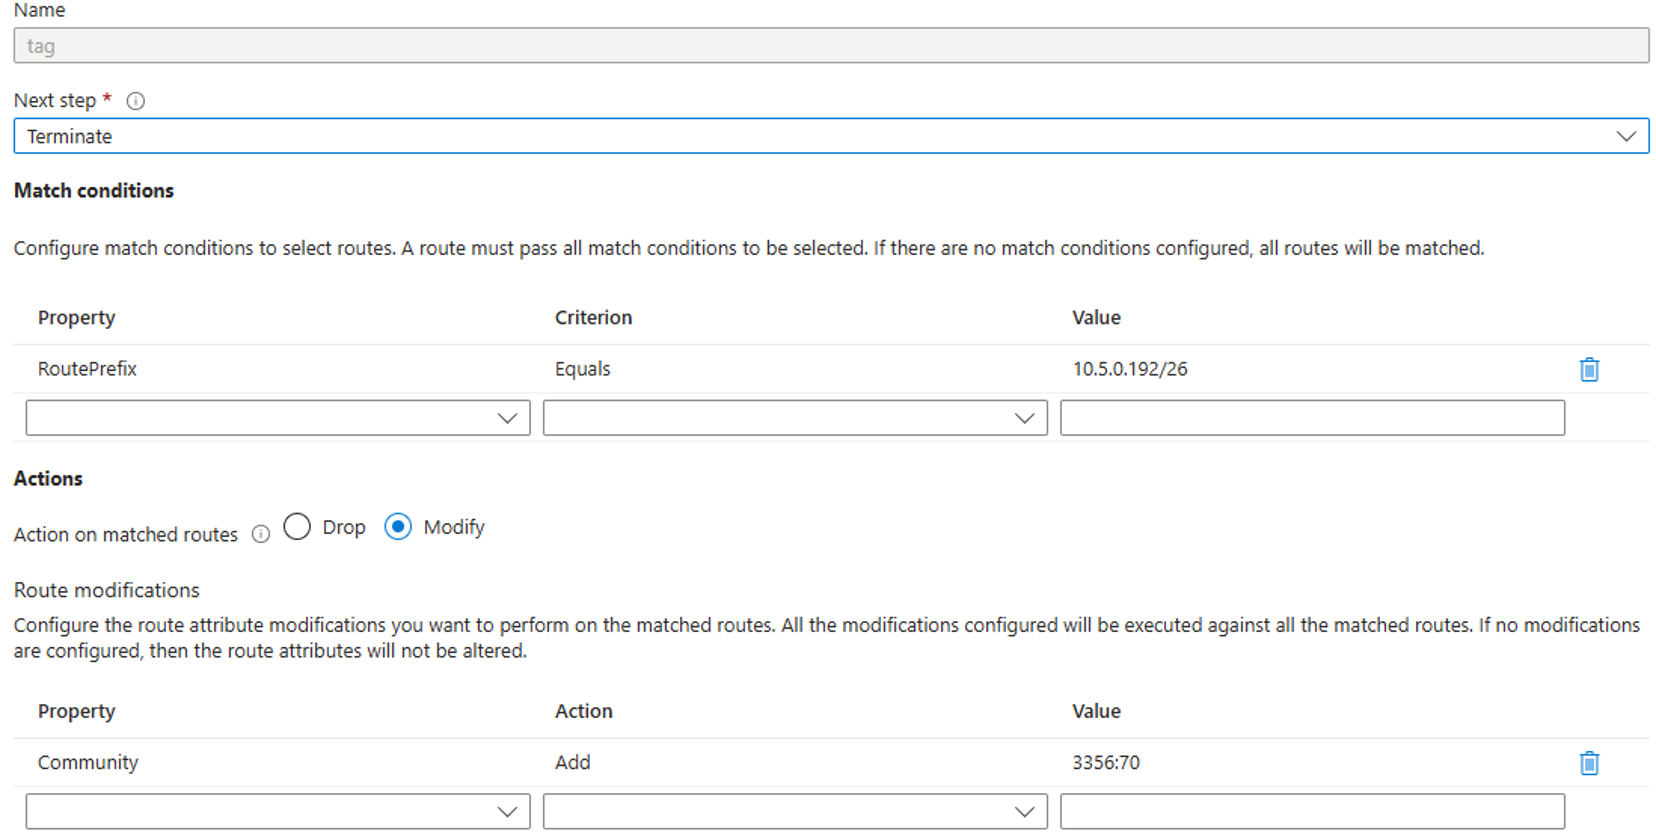 Name
tag
Next step *
Terminate
Match conditions
Configure match conditions to select routes. A route must pass all match conditions to be selected. If there are no match conditions configured, all routes will be matched.
Property Criterion Value
RoutePrefix Equals 10.5.0.192/26
Actions
Action on matched routes Drop Modify
Route modifications
Configure the route attribute modifications you want to perform on the matched routes. All the modifications configured will be executed against all the matched routes. If no modifications
are configured, then the route attributes will not be altered.
Property Action Value
Community Add 3356:70